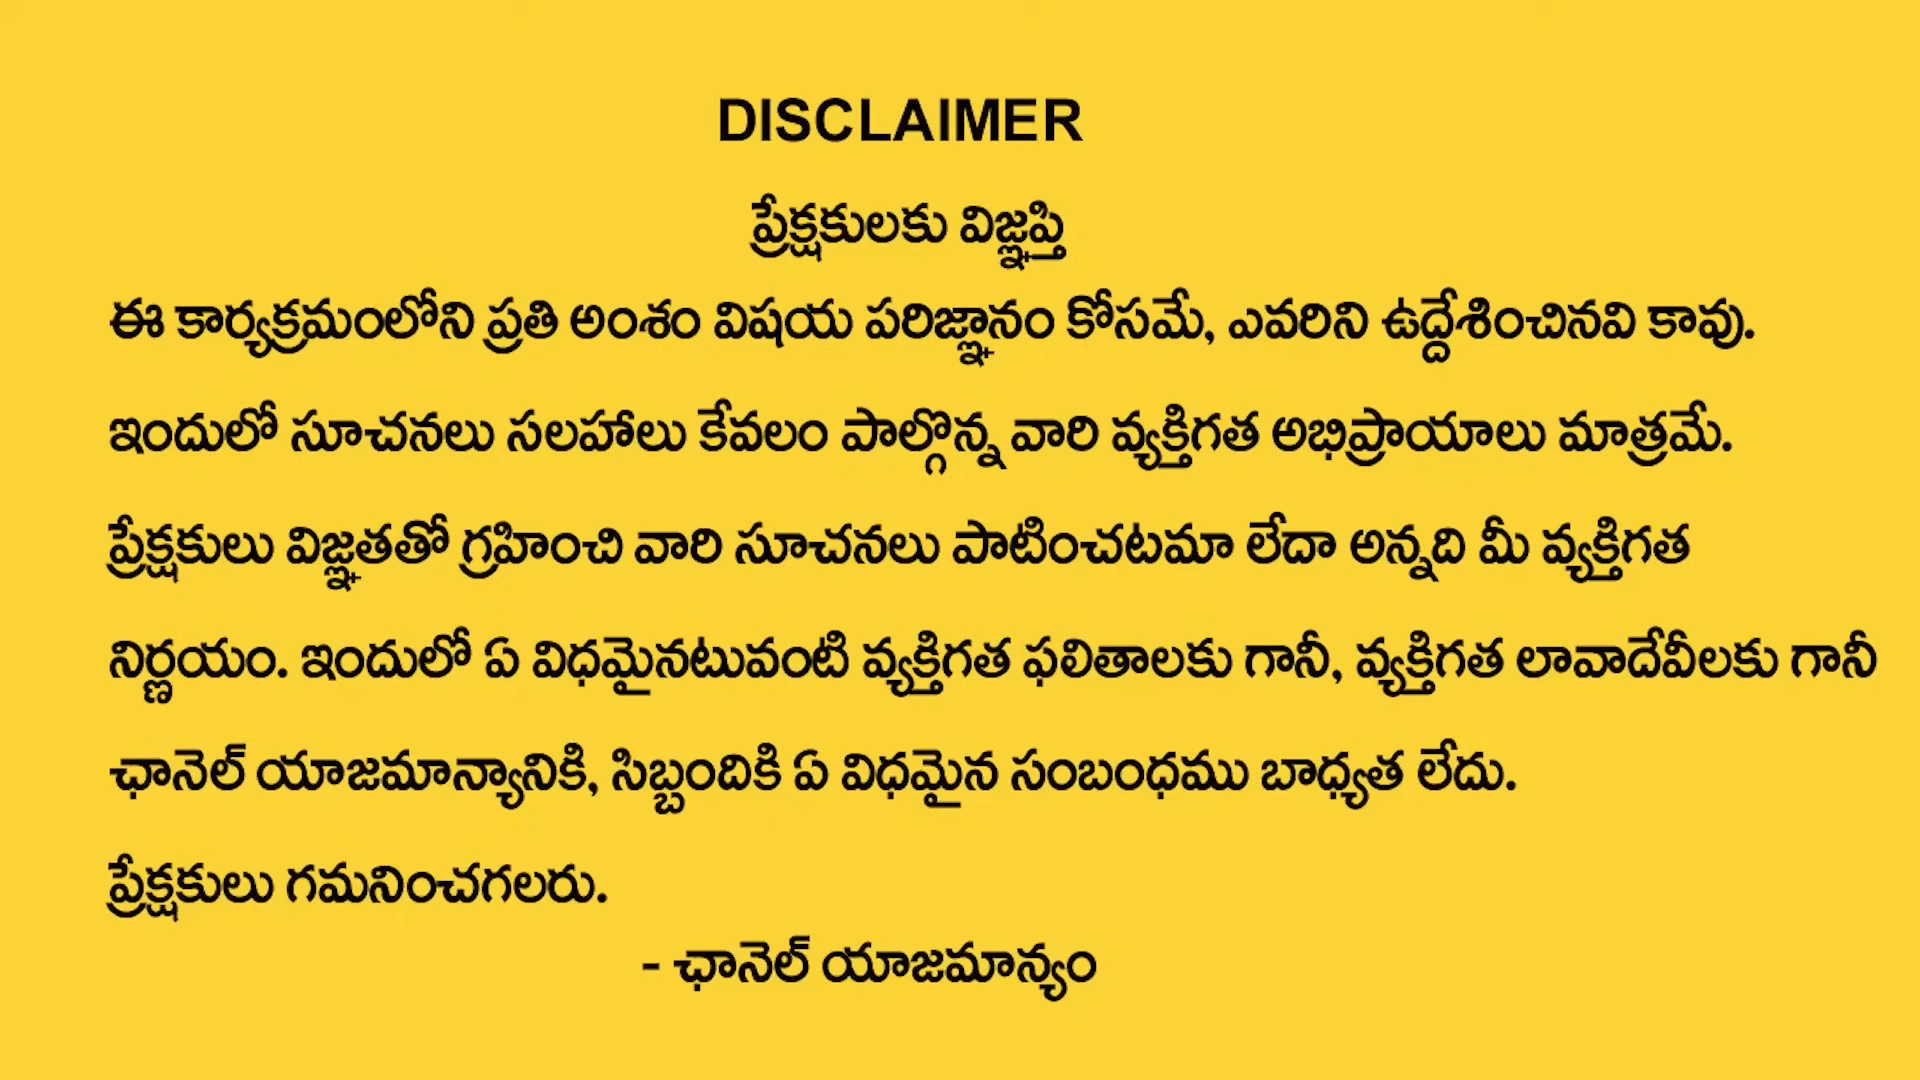 DISCLAIMER
ప్రేక్షకులకు విజ్ఞప్తి
ఈ కార్యక్రమంలోని ప్రతి అంశం విషయ పరిజ్ఞానం కోసమే, ఎవరిని ఉద్దేశించినవి కావు.
ఇందులో సూచనలు సలహాలు కేవలం పాల్గొన్న వారి వ్యక్తిగత అభిప్రాయాలు మాత్రమే.
ప్రేక్షకులు విజ్ఞతతో గ్రహించి వారి సూచనలు పాటించటమా లేదా అన్నది మీ వ్యక్తిగత
నిర్ణయం. ఇందులో ఏ విధమైనటువంటి వ్యక్తిగత ఫలితాలకు గానీ, వ్యక్తిగత లావాదేవీలకు గానీ
ఛానెల్ యాజమాన్యానికి, సిబ్బందికి ఏ విధమైన సంబంధము బాధ్యత లేదు.
ప్రేక్షకులు గమనించగలరు.
- ఛానెల్ యాజమాన్యం